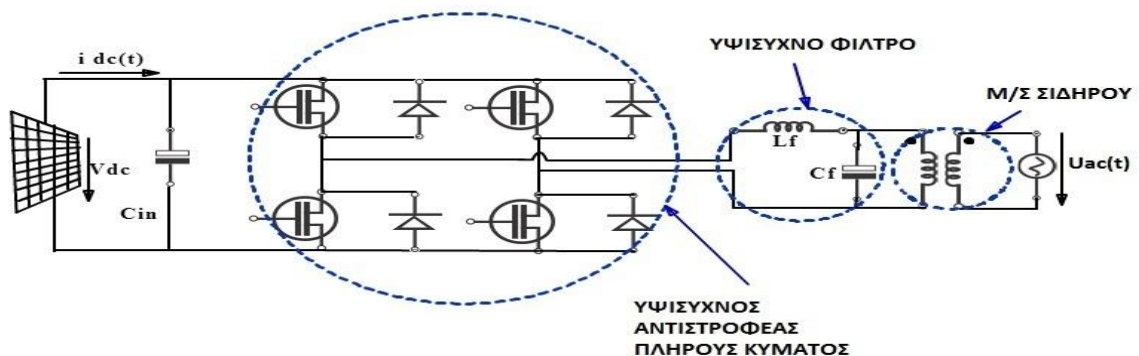 i dc(t)
Vdc
Cin
ΥΨΙΣΥΧΝΟ ΦΙΛΤΡΟ
Lf
Cf
Μ/Σ ΣΙΔΗΡΟΥ
Uac(t)
ΥΨΙΣΥΧΝΟΣ
ΑΝΤΙΣΤΡΟΦΕΑΣ
ΠΛΗΡΟΥΣ ΚΥΜΑΤΟΣ